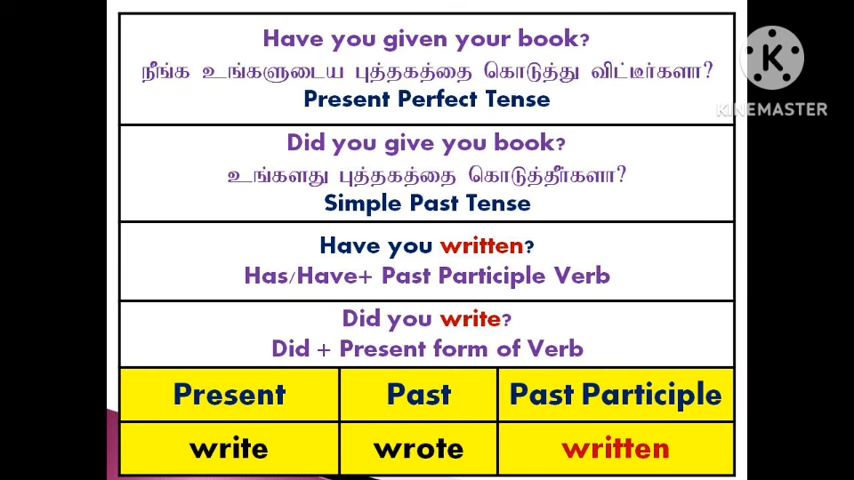 Have you given your book?
நீங்க உங்களுடைய புத்தகத்தை கொடுத்து விட்டீர்களா?
Present Perfect Tense
Did you give you book?
உங்களது புத்தகத்தை கொடுத்தீர்களா?
Simple Past Tense
Have you written?
Has/Have+ Past Participle Verb
Did you write?
Did + Present form of Verb
Present Past Past Participle
write wrote written
K
KINEMASTER